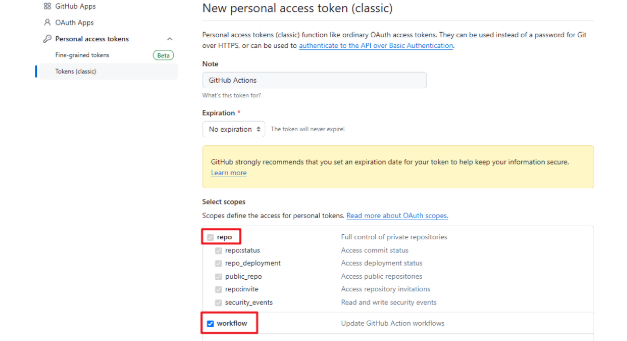 GitHub Apps
OAuth Apps
Personal access tokens
Fine-grained tokens Beta
Tokens (classic)
New personal access token (classic)
Personal access tokens (classic) function like ordinary OAuth access tokens. They can be used instead of a password for Git
over HTTPS, or can be used to authenticate to the API over Basic Authentication.
Note
GitHub Actions
What's this token for?
Expiration *
No expiration The token will never expire!
GitHub strongly recommends that you set an expiration date for your token to help keep your information secure.
Learn more
Select scopes
Scopes define the access for personal tokens. Read more about OAuth scopes.
repo Full control of private repositories
repo:status Access commit status
repo_deployment Access deployment status
public_repo Access public repositories
repo:invite Access repository invitations
security_events Read and write security events
workflow Update GitHub Action workflows